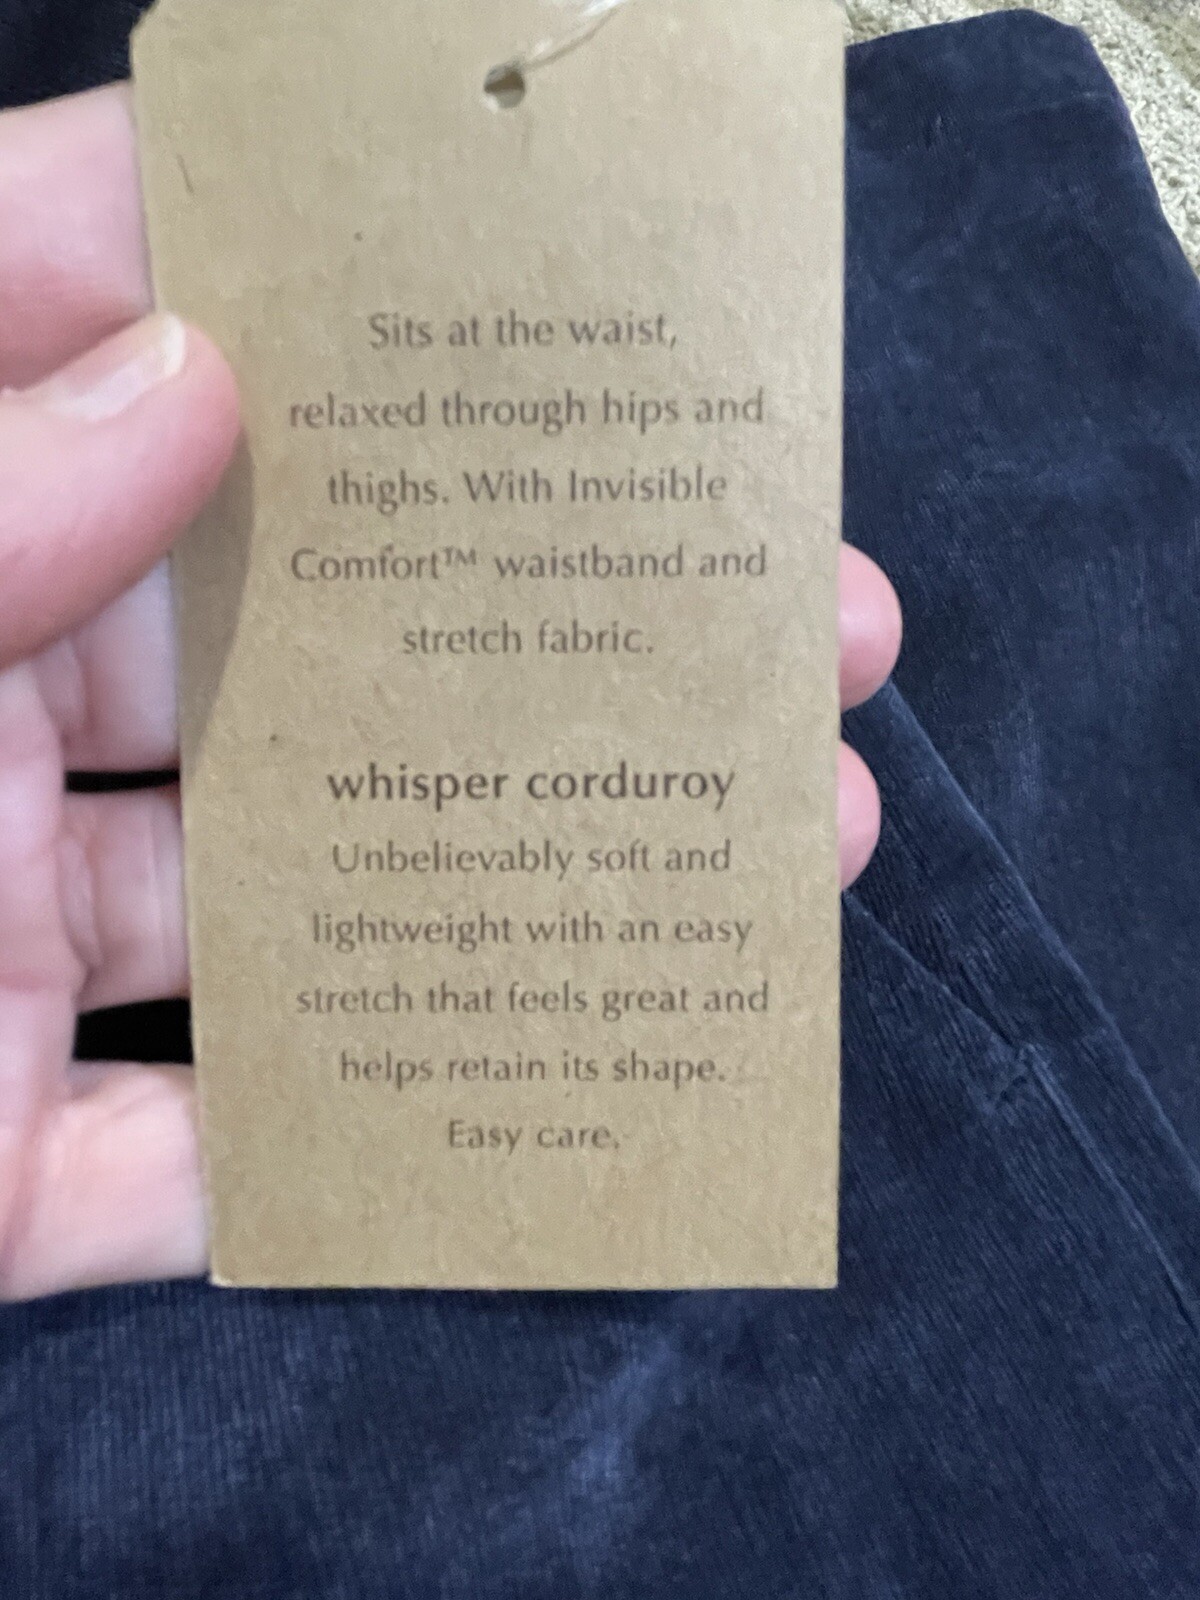 Sits at the waist,
relaxed through hips and
thighs. With Invisible
Comfort™ waistband and
stretch fabric.
whisper corduroy
Unbelievably soft and
lightweight with an easy
stretch that feels great and
helps retain its shape.
Easy care.